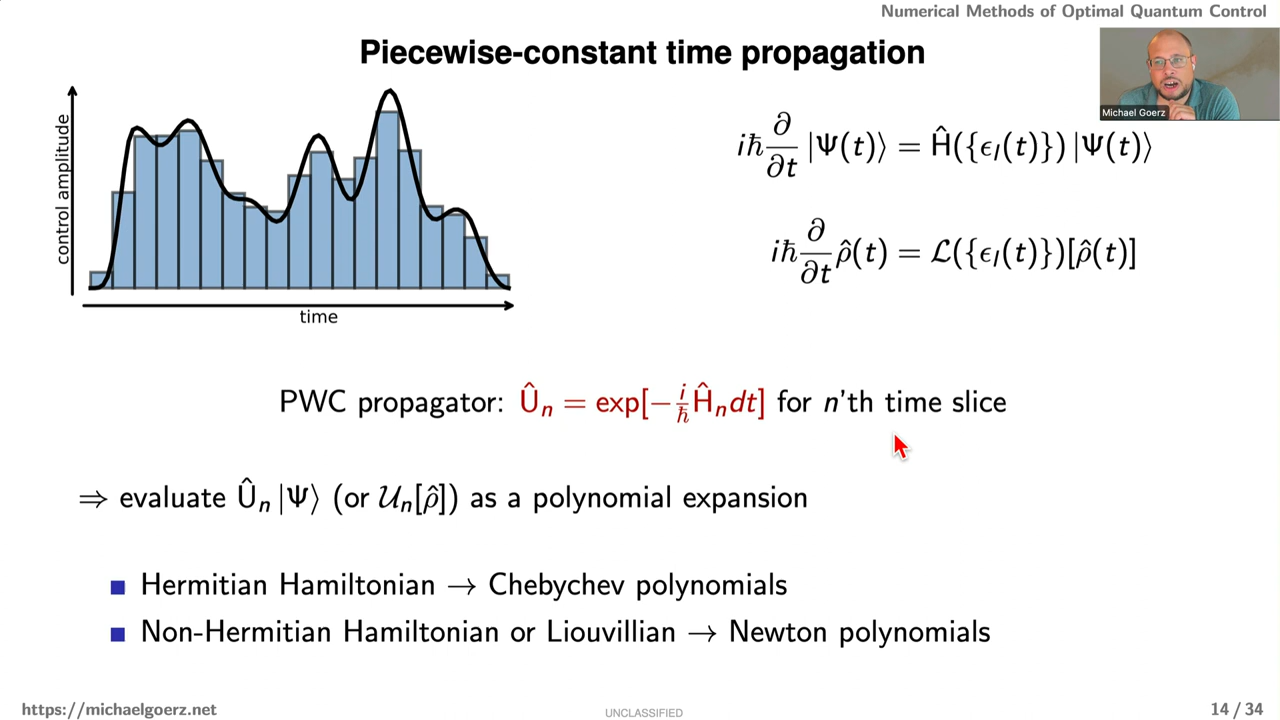 Numerical Methods of Optimal Quantum Control
Piecewise-constant time propagation
Michael Goerz
control amplitude
time
iħ ∂/∂t |Ψ(t)⟩ = Ĥ({ϵ_l(t)}) |Ψ(t)⟩
iħ ∂/∂t ρ̂(t) = ℒ({ϵ_l(t)})[ρ̂(t)]
PWC propagator: Û_n = exp[−i/ħ Ĥ_n dt] for n'th time slice
⇒ evaluate Û_n |Ψ⟩ (or 𝒰_n[ρ̂]) as a polynomial expansion
Hermitian Hamiltonian → Chebychev polynomials
Non-Hermitian Hamiltonian or Liouvillian → Newton polynomials
https://michaelgoerz.net
UNCLASSIFIED
14 / 34